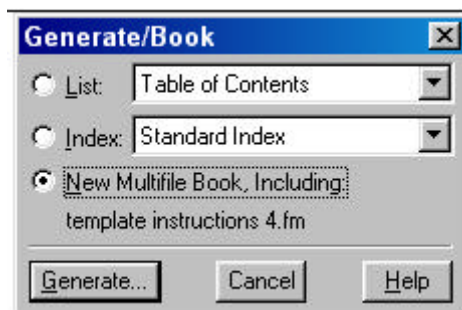 Generate/Book
List: Table of Contents
Index: Standard Index
New Multifile Book, Including:
template instructions 4.fm
Generate... Cancel Help